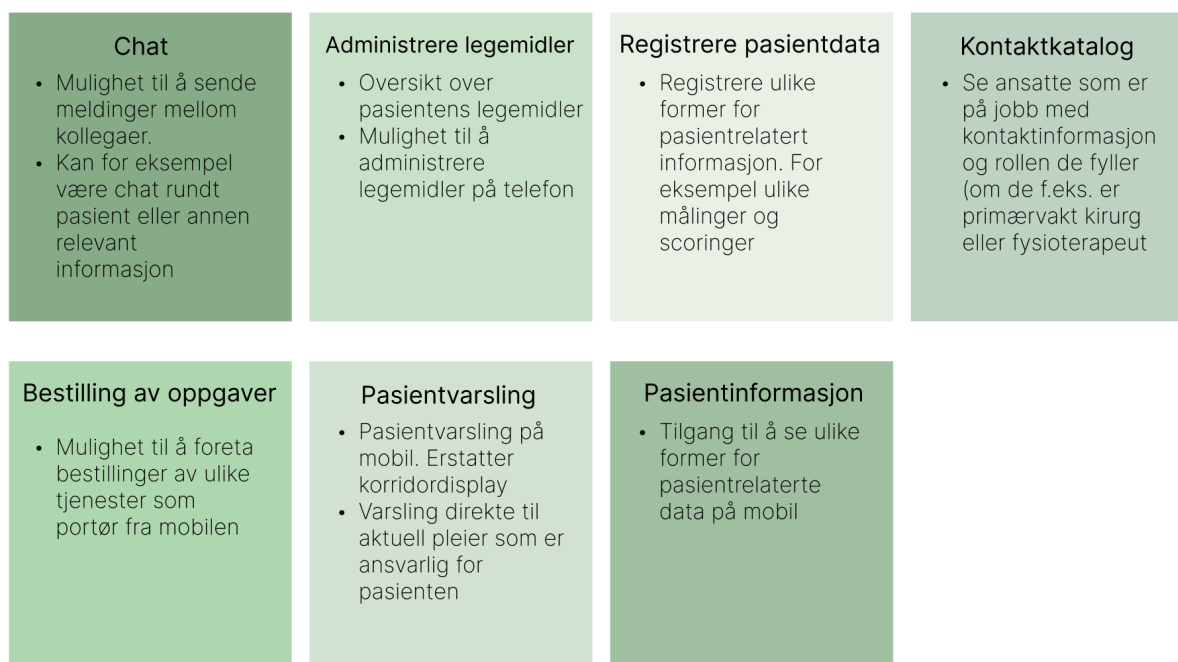 Chat
• Mulighet til å sende
meldinger mellom
kollegaer.
• Kan for eksempel
være chat rundt
pasient eller annen
relevant
informasjon
Administrere legemidler
• Oversikt over
pasientens legemidler
• Mulighet til å
administrere
legemidler på telefon
Registrere pasientdata
• Registrere ulike
former for
pasientrelatert
informasjon. For
eksempel ulike
målinger og
scoringer
Kontaktkatalog
• Se ansatte som er
på jobb med
kontaktinformasjon
og rollen de fyller
(om de f.eks. er
primærvakt kirurg
eller fysioterapeut
Bestilling av oppgaver
• Mulighet til å foreta
bestillinger av ulike
tjenester som
portør fra mobilen
Pasientvarsling
• Pasientvarsling på
mobil. Erstatter
korridordisplay
• Varsling direkte til
aktuell pleier som er
ansvarlig for
pasienten
Pasientinformasjon
• Tilgang til å se ulike
former for
pasientrelaterte
data på mobil